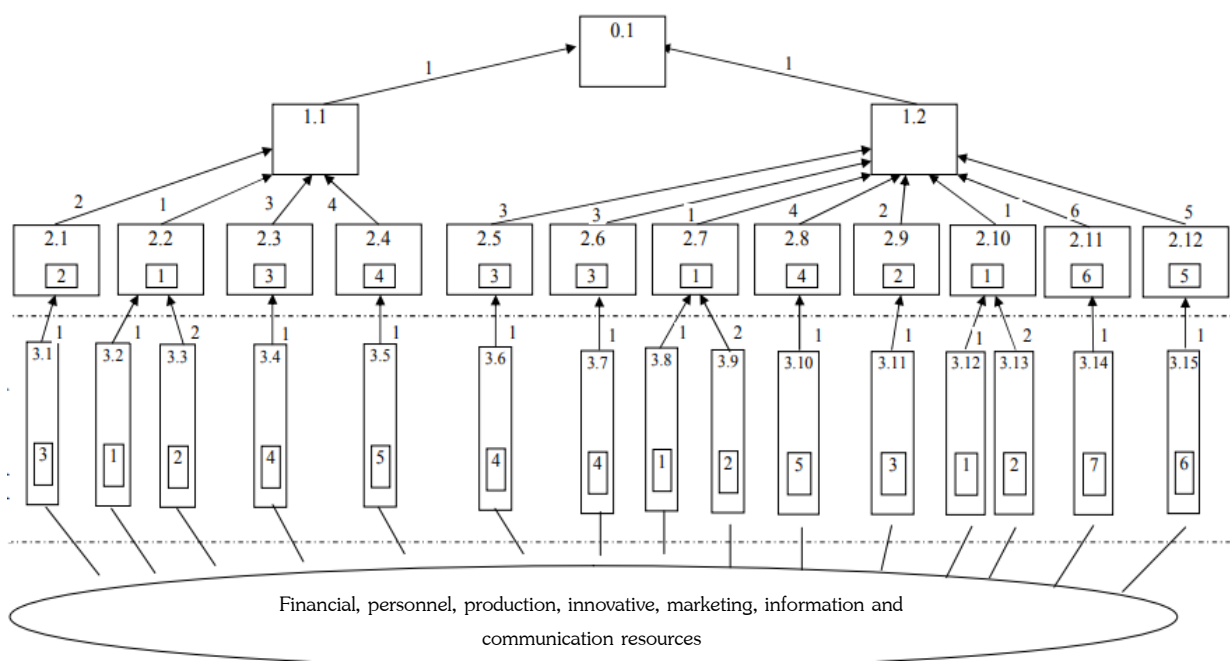 0.1
1 1
1.1 1.2
2 1 3 4 3 3 1 4 2 1 6 5
2.1 2.2 2.3 2.4 2.5 2.6 2.7 2.8 2.9 2.10 2.11 2.12
2 1 3 4 3 3 1 4 2 1 6 5
1 1 2 1 1 1 1 1 2 1 1 1 2 1 1
3.1 3.2 3.3 3.4 3.5 3.6 3.7 3.8 3.9 3.10 3.11 3.12 3.13 3.14 3.15
3 1 2 4 5 4 4 1 2 5 3 1 2 7 6
Financial, personnel, production, innovative, marketing, information and
communication resources